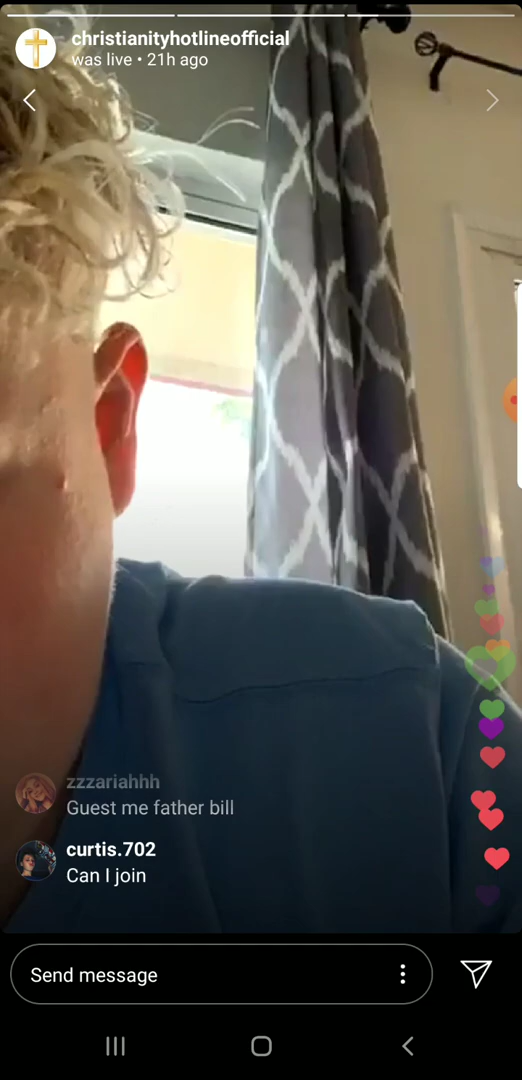 christianityhotlineofficial
was live • 21h ago
zzzariahhh
Guest me father bill
curtis.702
Can I join
Send message